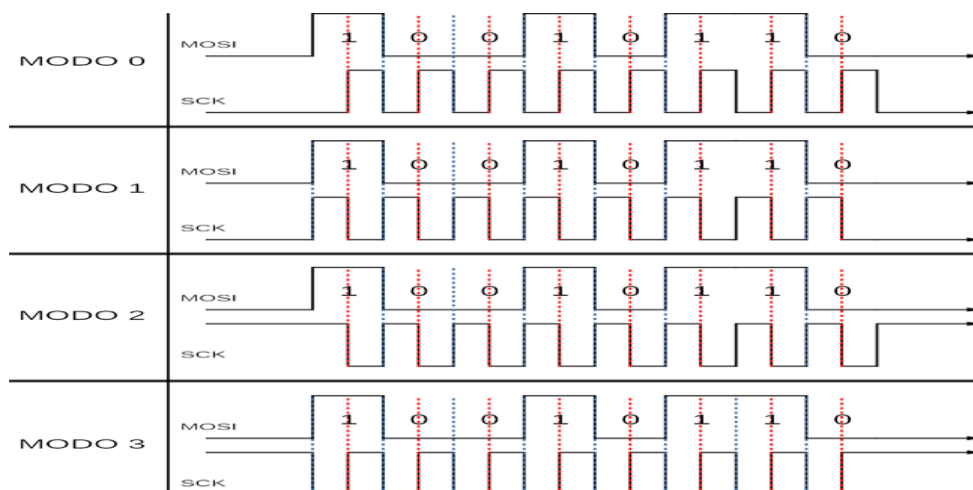 MOSI 1 0 0 1 0 1 1 0
MODO 0
SCK
MOSI 1 0 0 1 0 1 1 0
MODO 1
SCK
MOSI 1 0 0 1 0 1 1 0
MODO 2
SCK
MOSI 1 0 0 1 0 1 1 0
MODO 3
SCK